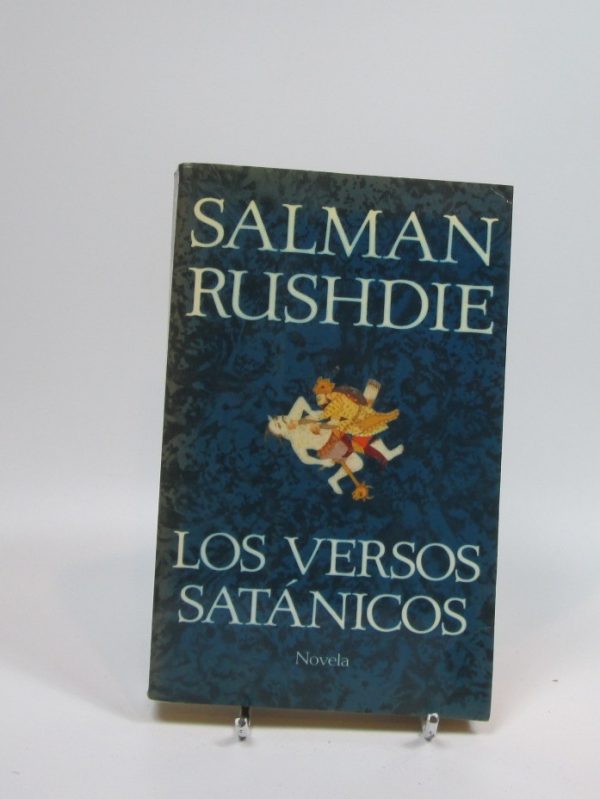 SALMAN
RUSHDIE
LOS VERSOS
SATÁNICOS
Novela